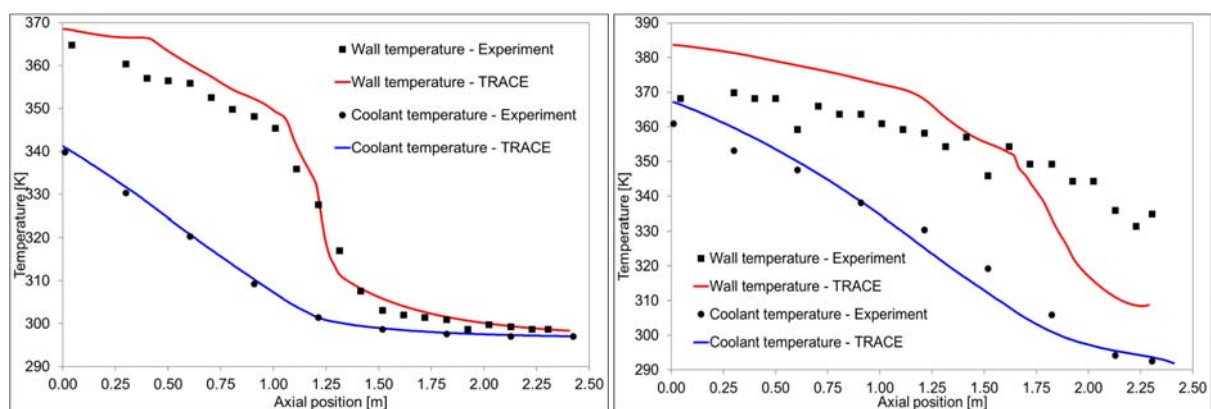 370
360
350
340
330
320
310
300
290
Temperature [K]
Wall temperature - Experiment
Wall temperature - TRACE
Coolant temperature - Experiment
Coolant temperature - TRACE
0.00 0.25 0.50 0.75 1.00 1.25 1.50 1.75 2.00 2.25 2.50
Axial position [m]
390
380
370
360
350
340
330
320
310
300
290
Temperature [K]
Wall temperature - Experiment
Wall temperature - TRACE
Coolant temperature - Experiment
Coolant temperature - TRACE
0.00 0.25 0.50 0.75 1.00 1.25 1.50 1.75 2.00 2.25 2.50
Axial position [m]